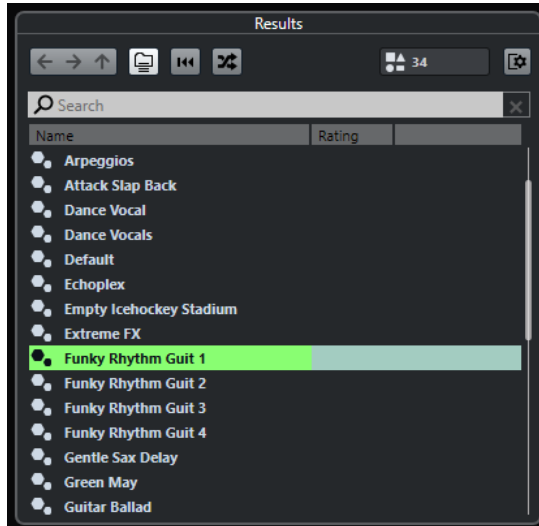 Results
34
Search
Name Rating
Arpeggios
Attack Slap Back
Dance Vocal
Dance Vocals
Default
Echoplex
Empty Icehockey Stadium
Extreme FX
Funky Rhythm Guit 1
Funky Rhythm Guit 2
Funky Rhythm Guit 3
Funky Rhythm Guit 4
Gentle Sax Delay
Green May
Guitar Ballad